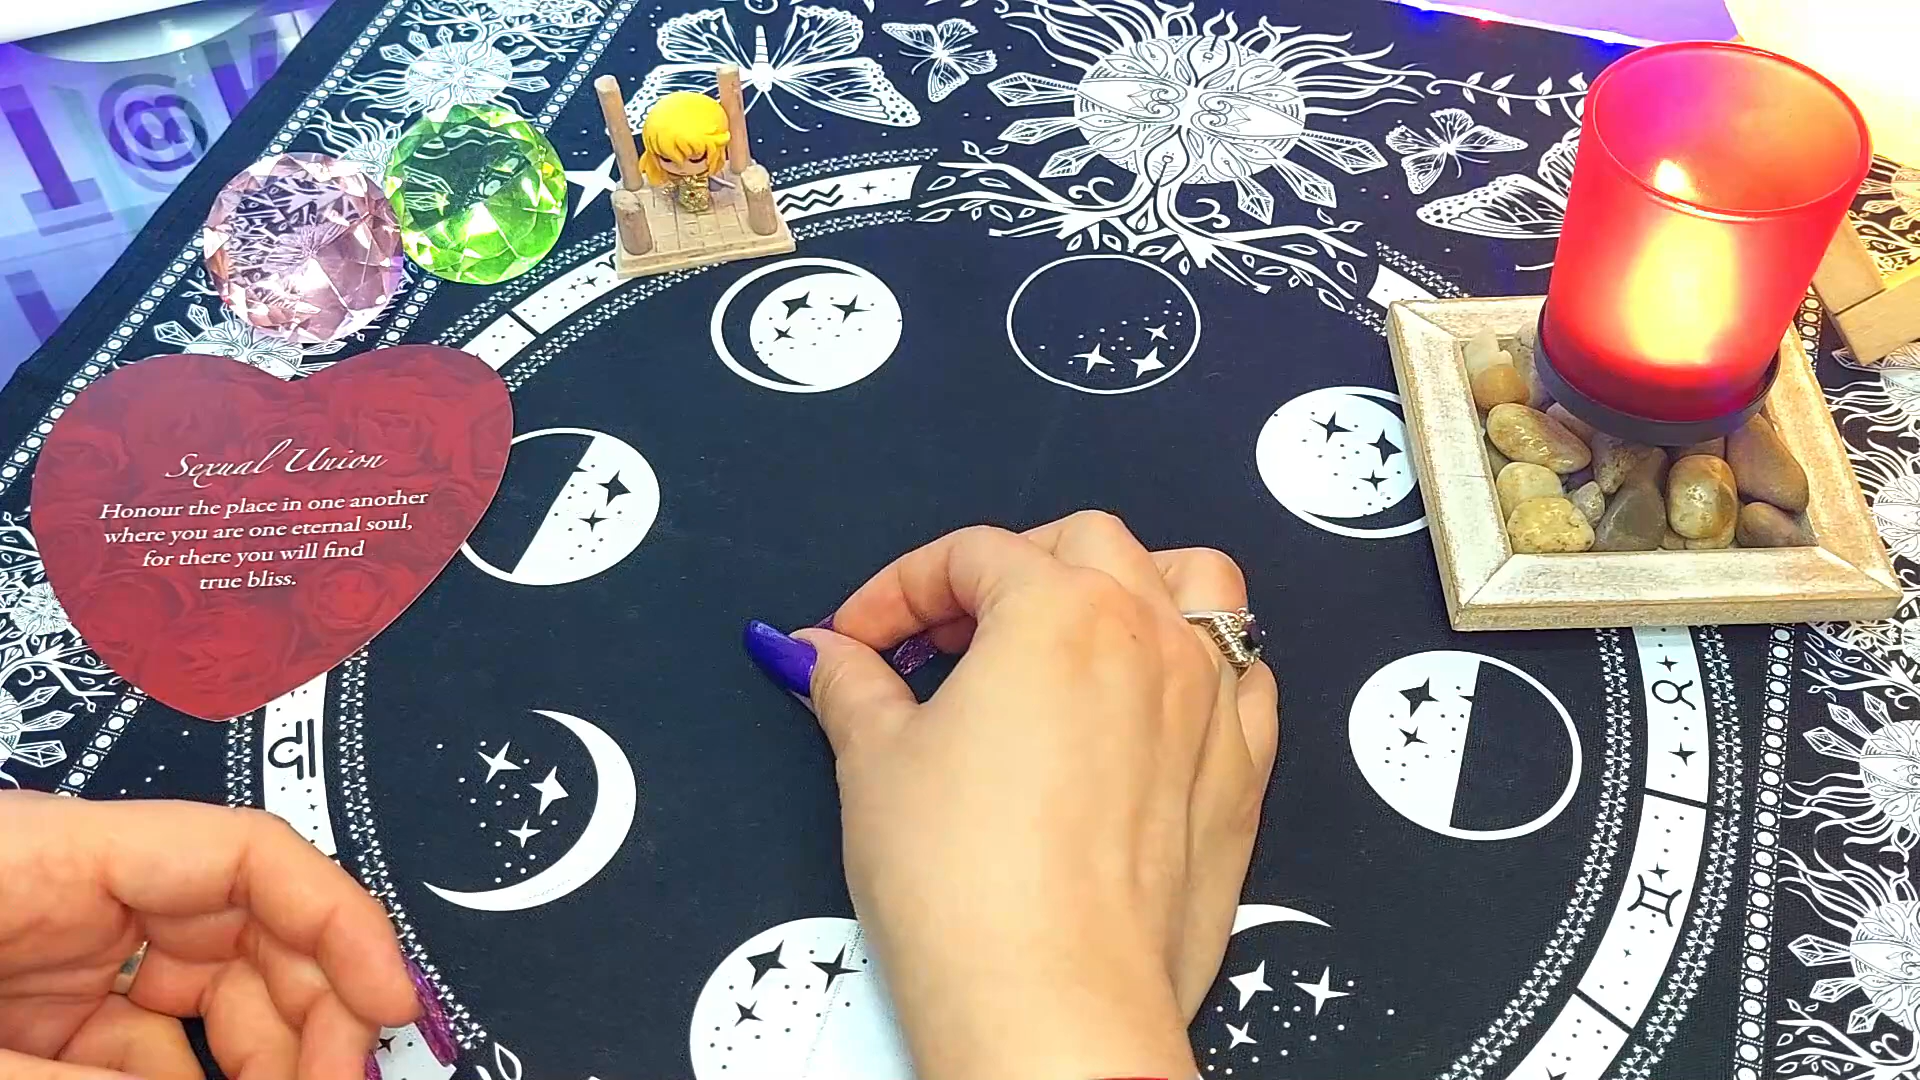 Sexual Union
Honour the place in one another
where you are one eternal soul,
for there you will find
true bliss.